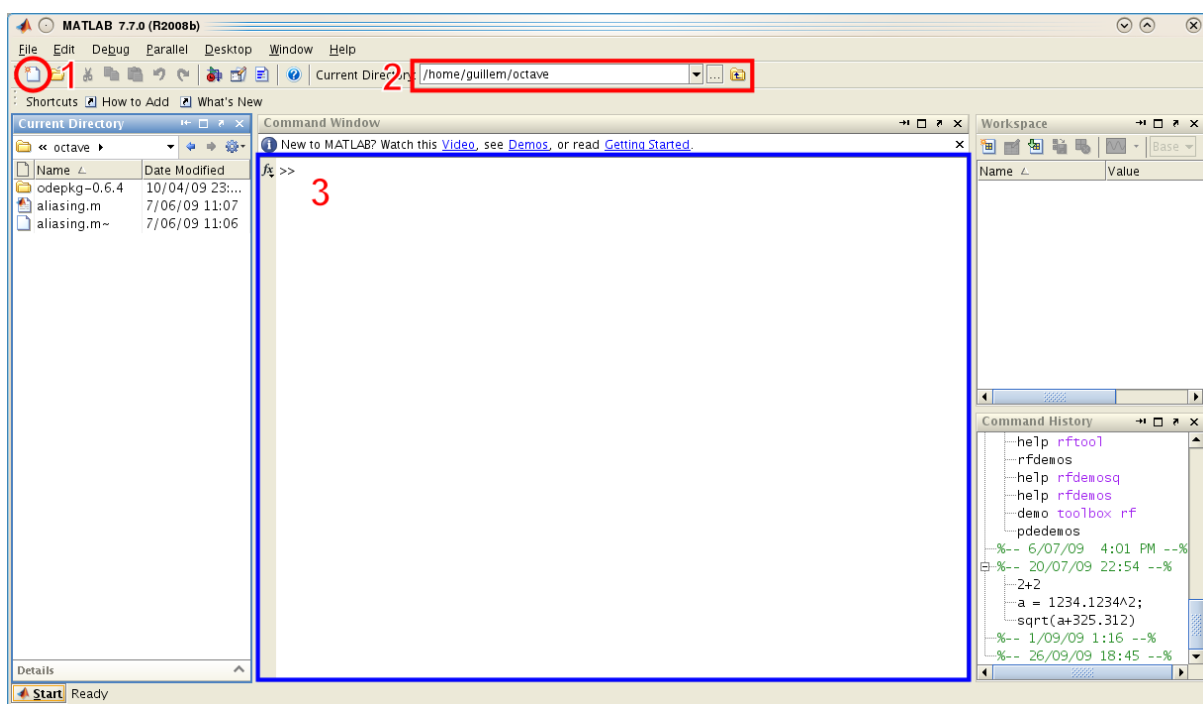 MATLAB 7.7.0 (R2008b)
File Edit Debug Parallel Desktop Window Help
1 2 Current Directory: /home/guillem/octave ...
Shortcuts How to Add What's New
Current Directory
« octave
Name Date Modified
odepkg-0.6.4 10/04/09 23:...
aliasing.m 7/06/09 11:07
aliasing.m~ 7/06/09 11:06
Details
Command Window
New to MATLAB? Watch this Video, see Demos, or read Getting Started.
fx >>
3
Workspace
Base
Name Value
Command History
help rftool
rfdemos
help rfdemosq
help rfdemos
demo toolbox rf
pdedemos
%-- 6/07/09 4:01 PM --%
%-- 20/07/09 22:54 --%
2+2
a = 1234.1234^2;
sqrt(a+325.312)
%-- 1/09/09 1:16 --%
%-- 26/09/09 18:45 --%
Start Ready